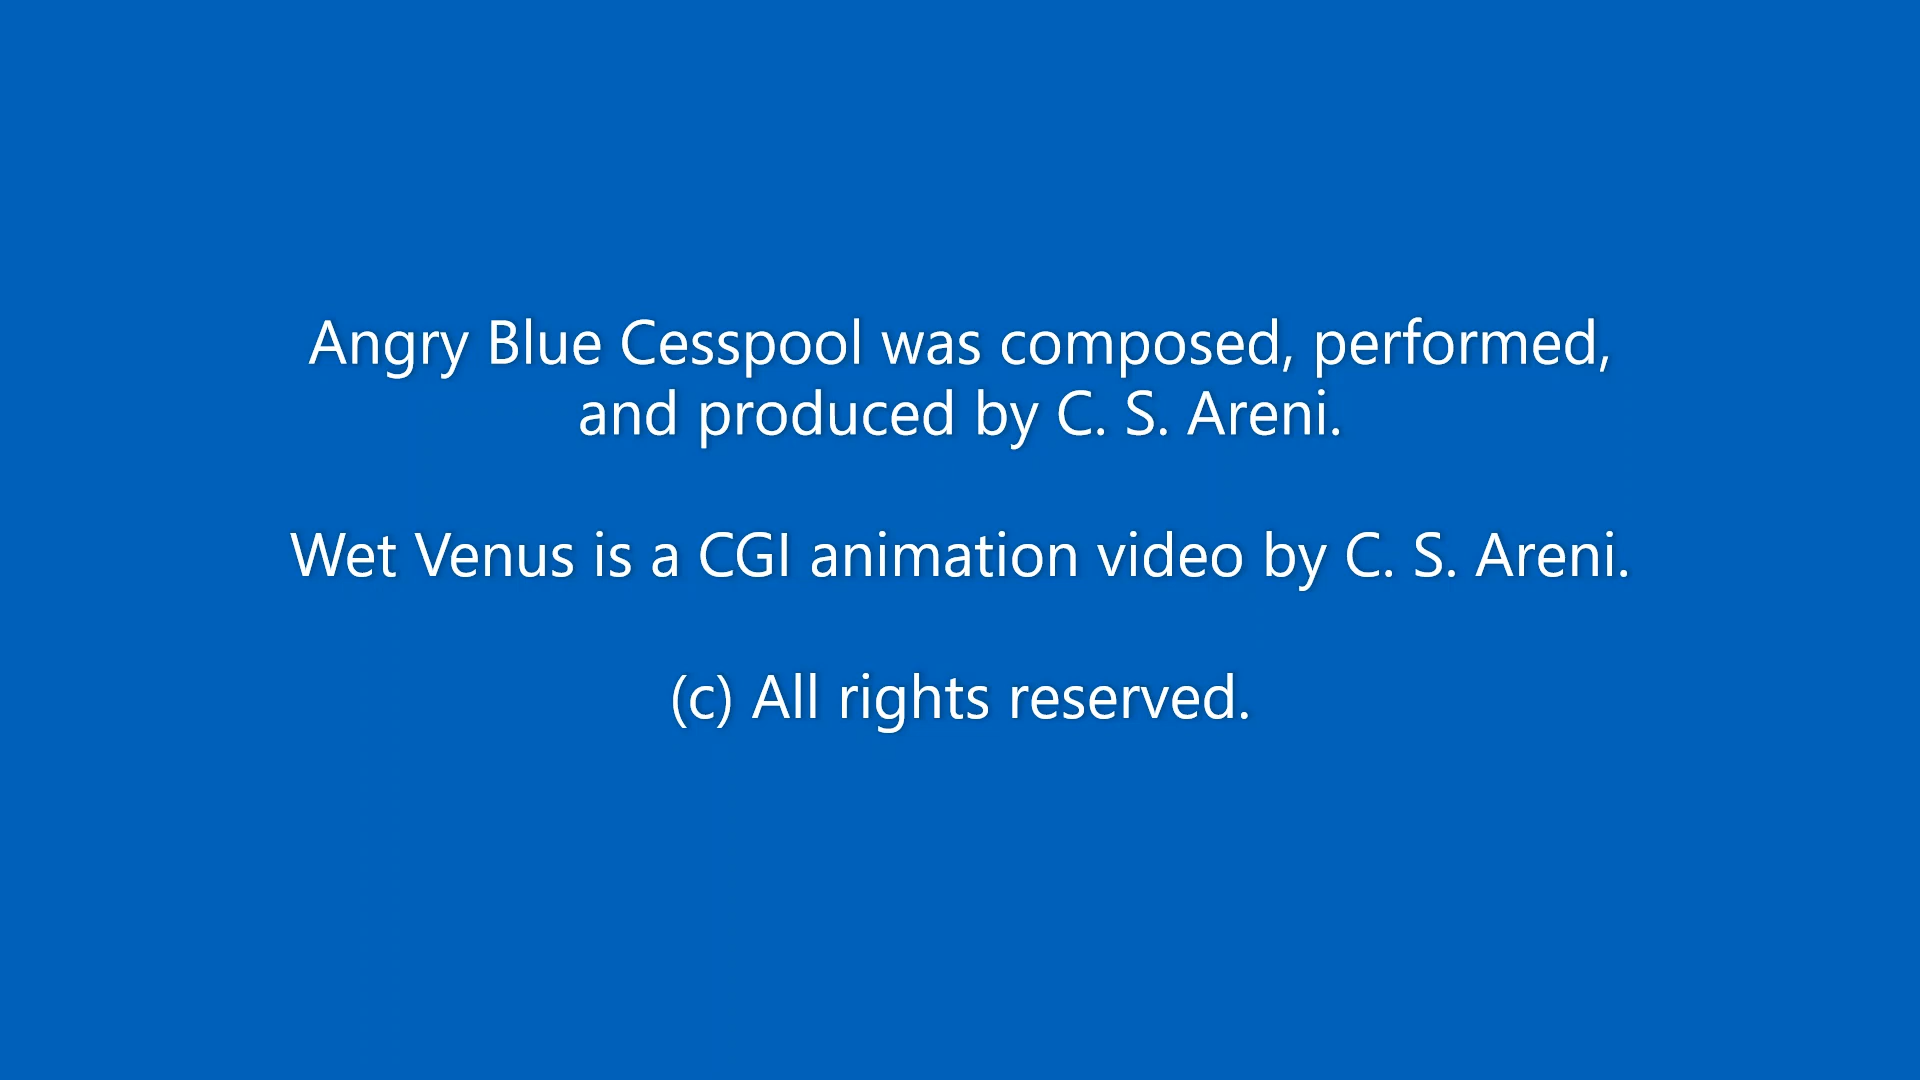 Angry Blue Cesspool was composed, performed,
and produced by C. S. Areni.
Wet Venus is a CGI animation video by C. S. Areni.
(c) All rights reserved.